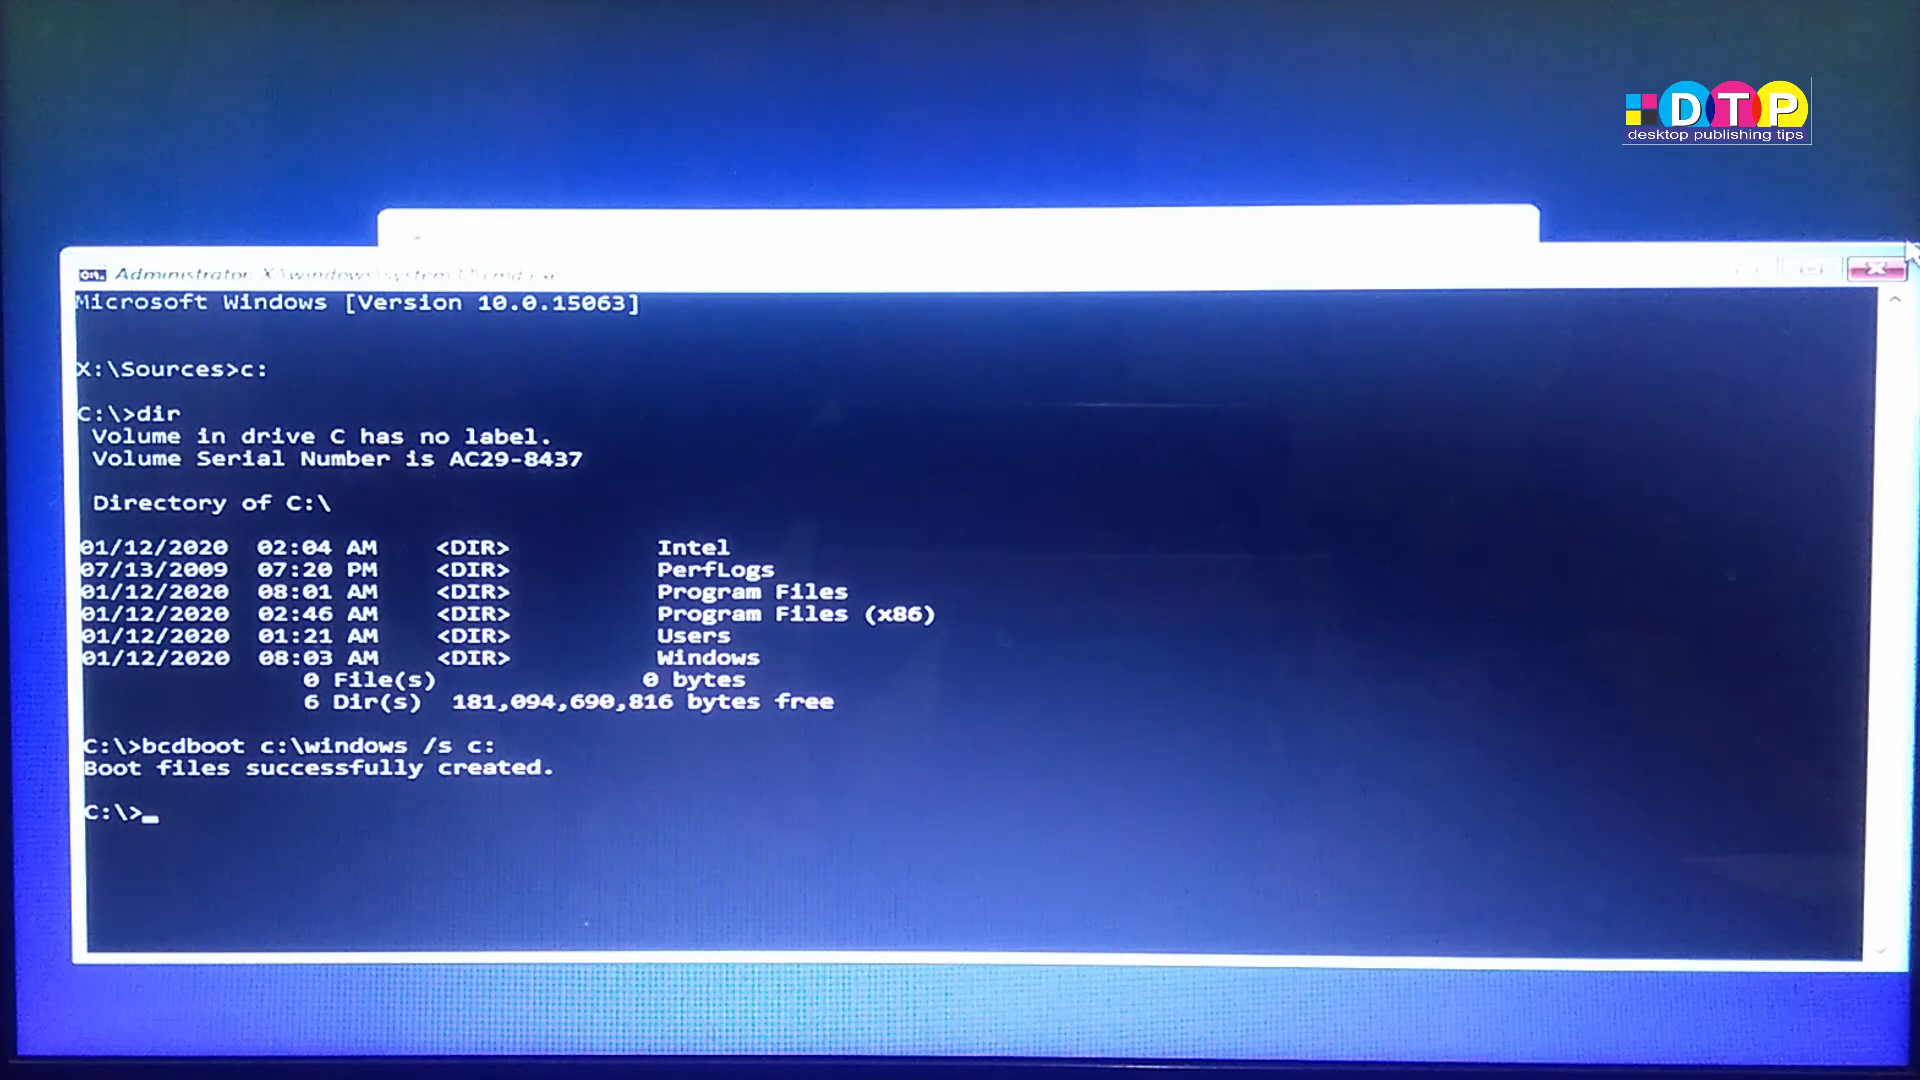 DTP
desktop publishing tips
Administrator: X:\windows\system32\cmd.exe
Microsoft Windows [Version 10.0.15063]
X:\Sources>c:
C:\>dir
Volume in drive C has no label.
Volume Serial Number is AC29-8437
Directory of C:\
01/12/2020 02:04 AM <DIR> Intel
07/13/2009 07:20 PM <DIR> PerfLogs
01/12/2020 08:01 AM <DIR> Program Files
01/12/2020 02:46 AM <DIR> Program Files (x86)
01/12/2020 01:21 AM <DIR> Users
01/12/2020 08:03 AM <DIR> Windows
0 File(s) 0 bytes
6 Dir(s) 181,094,690,816 bytes free
C:\>bcdboot c:\windows /s c:
Boot files successfully created.
C:\>